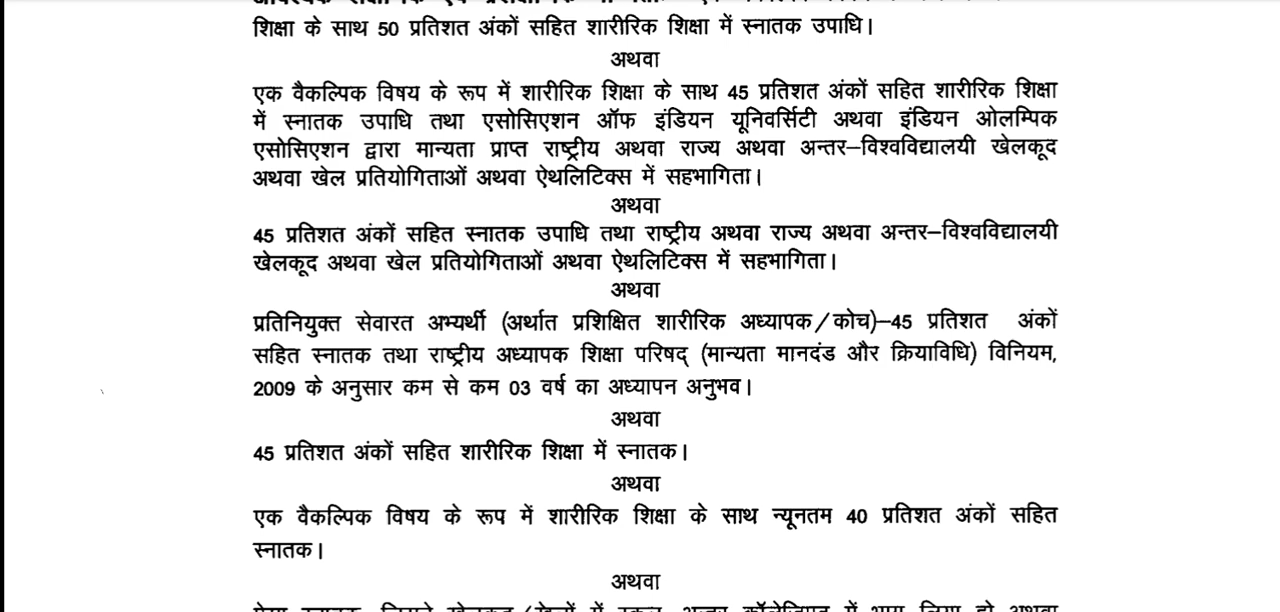 शिक्षा के साथ 50 प्रतिशत अंकों सहित शारीरिक शिक्षा में स्नातक उपाधि।
अथवा
एक वैकल्पिक विषय के रूप में शारीरिक शिक्षा के साथ 45 प्रतिशत अंकों सहित शारीरिक शिक्षा
में स्नातक उपाधि तथा एसोसिएशन ऑफ इंडियन यूनिवर्सिटी अथवा इंडियन ओलम्पिक
एसोसिएशन द्वारा मान्यता प्राप्त राष्ट्रीय अथवा राज्य अथवा अन्तर–विश्वविद्यालयी खेलकूद
अथवा खेल प्रतियोगिताओं अथवा ऐथलिटिक्स में सहभागिता।
अथवा
45 प्रतिशत अंकों सहित स्नातक उपाधि तथा राष्ट्रीय अथवा राज्य अथवा अन्तर–विश्वविद्यालयी
खेलकूद अथवा खेल प्रतियोगिताओं अथवा ऐथलिटिक्स में सहभागिता।
अथवा
प्रतिनियुक्त सेवारत अभ्यर्थी (अर्थात प्रशिक्षित शारीरिक अध्यापक/कोच)–45 प्रतिशत अंकों
सहित स्नातक तथा राष्ट्रीय अध्यापक शिक्षा परिषद् (मान्यता मानदंड और क्रियाविधि) विनियम,
2009 के अनुसार कम से कम 03 वर्ष का अध्यापन अनुभव।
अथवा
45 प्रतिशत अंकों सहित शारीरिक शिक्षा में स्नातक।
अथवा
एक वैकल्पिक विषय के रूप में शारीरिक शिक्षा के साथ न्यूनतम 40 प्रतिशत अंकों सहित
स्नातक।
अथवा